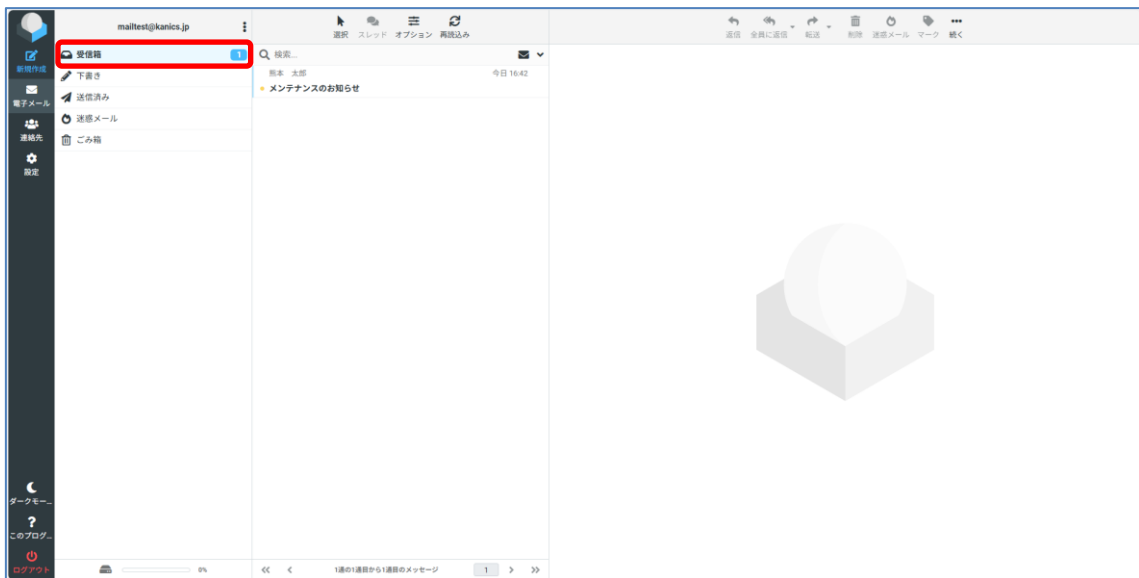 mailtest@kanics.jp
新規作成
電子メール
連絡先
設定
ダークモー...
このプログ...
ログアウト
受信箱 1
下書き
送信済み
迷惑メール
ごみ箱
0%
選択 スレッド オプション 再読込み
検索...
熊本 太郎 今日 16:42
メンテナンスのお知らせ
1通の1通目から1通目のメッセージ 1
返信 全員に返信 転送 削除 迷惑メール マーク 続く